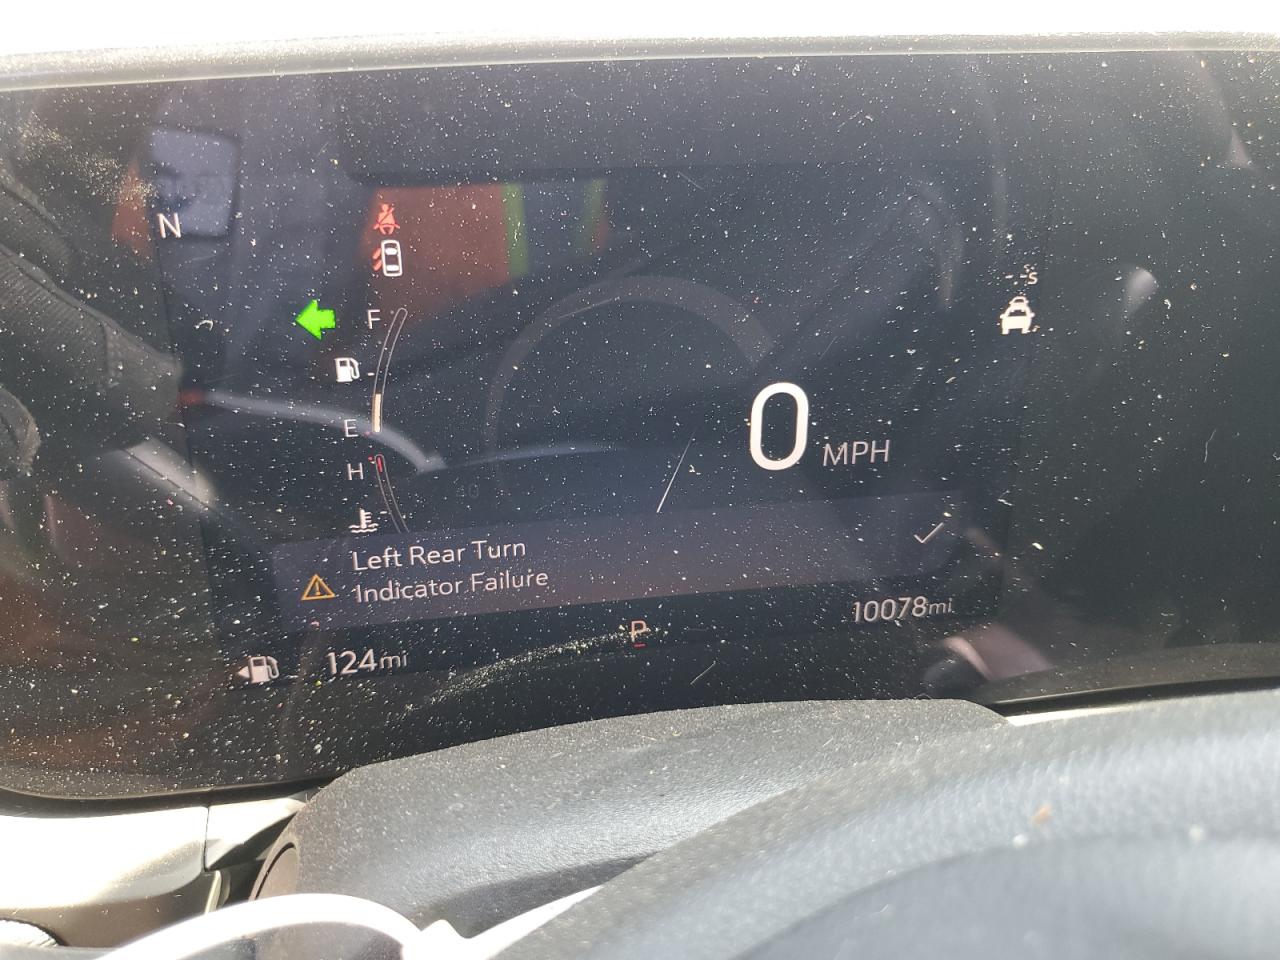 N
--s
F
E
H
0 MPH
Left Rear Turn
Indicator Failure
10078mi
P
124mi